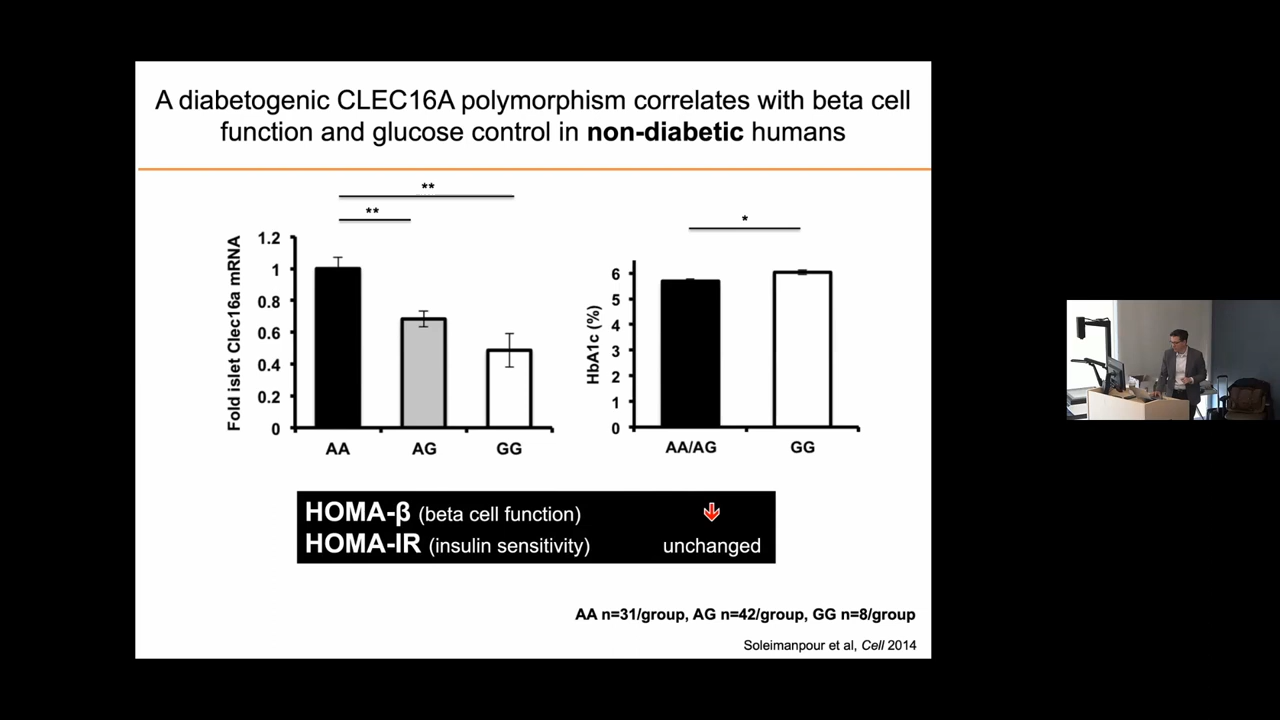 A diabetogenic CLEC16A polymorphism correlates with beta cell
function and glucose control in non-diabetic humans
**
**
Fold islet Clec16a mRNA
1.2
1
0.8
0.6
0.4
0.2
0
AA
AG
GG
*
HbA1c (%)
6
5
4
3
2
1
0
AA/AG
GG
HOMA-β (beta cell function)
HOMA-IR (insulin sensitivity) unchanged
AA n=31/group, AG n=42/group, GG n=8/group
Soleimanpour et al, Cell 2014